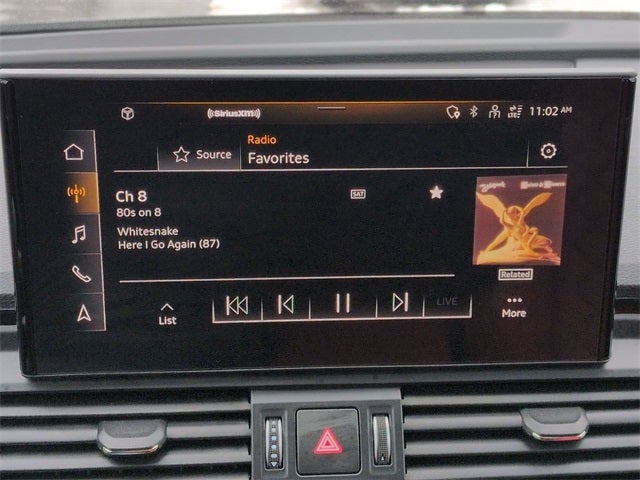 ((SiriusXM))
LTE
11:02 AM
Source
Radio
Favorites
Ch 8
SAT
80s on 8
Whitesnake
Here I Go Again (87)
Related
List
LIVE
More